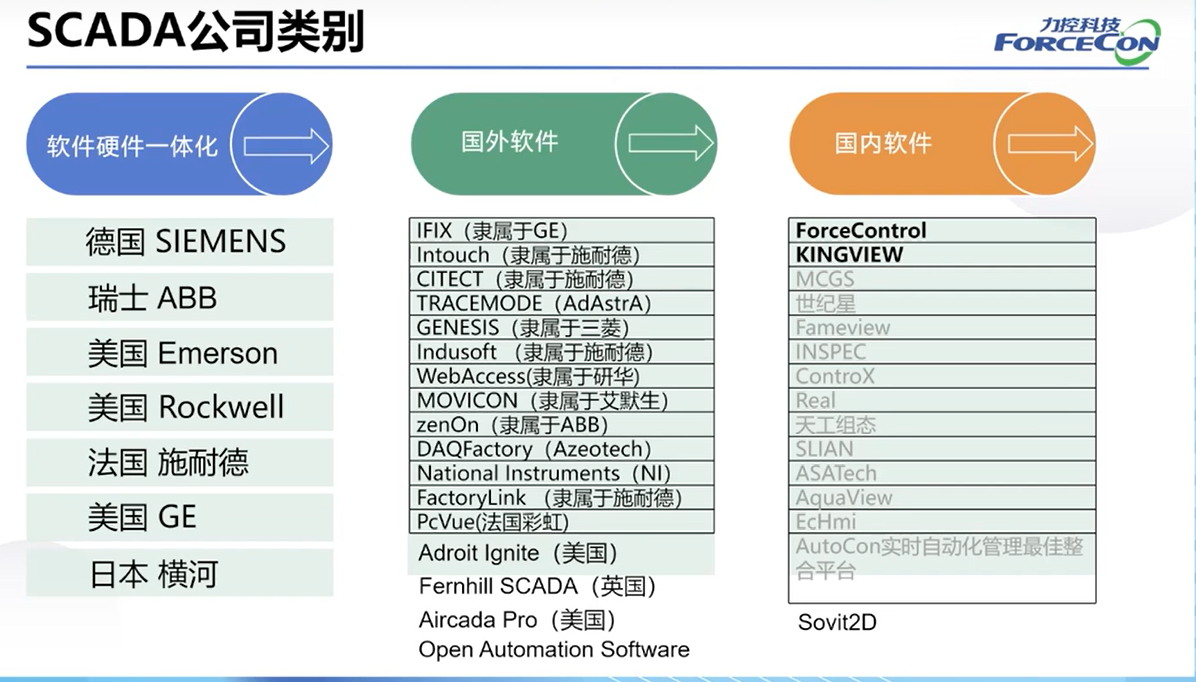 SCADA公司类别
力控科技
FORCECON
软件硬件一体化
德国 SIEMENS
瑞士 ABB
美国 Emerson
美国 Rockwell
法国 施耐德
美国 GE
日本 横河
国外软件
IFIX（隶属于GE）
Intouch（隶属于施耐德）
CITECT（隶属于施耐德）
TRACEMODE（AdAstrA）
GENESIS（隶属于三菱）
Indusoft （隶属于施耐德）
WebAccess(隶属于研华)
MOVICON（隶属于艾默生）
zenOn（隶属于ABB）
DAQFactory（Azeotech）
National Instruments（NI）
FactoryLink （隶属于施耐德）
PcVue(法国彩虹)
Adroit Ignite（美国）
Fernhill SCADA（英国）
Aircada Pro（美国）
Open Automation Software
国内软件
ForceControl
KINGVIEW
MCGS
世纪星
Fameview
INSPEC
ControX
Real
天工组态
SLIAN
ASATech
AquaView
EcHmi
AutoCon实时自动化管理最佳整
合平台
Sovit2D